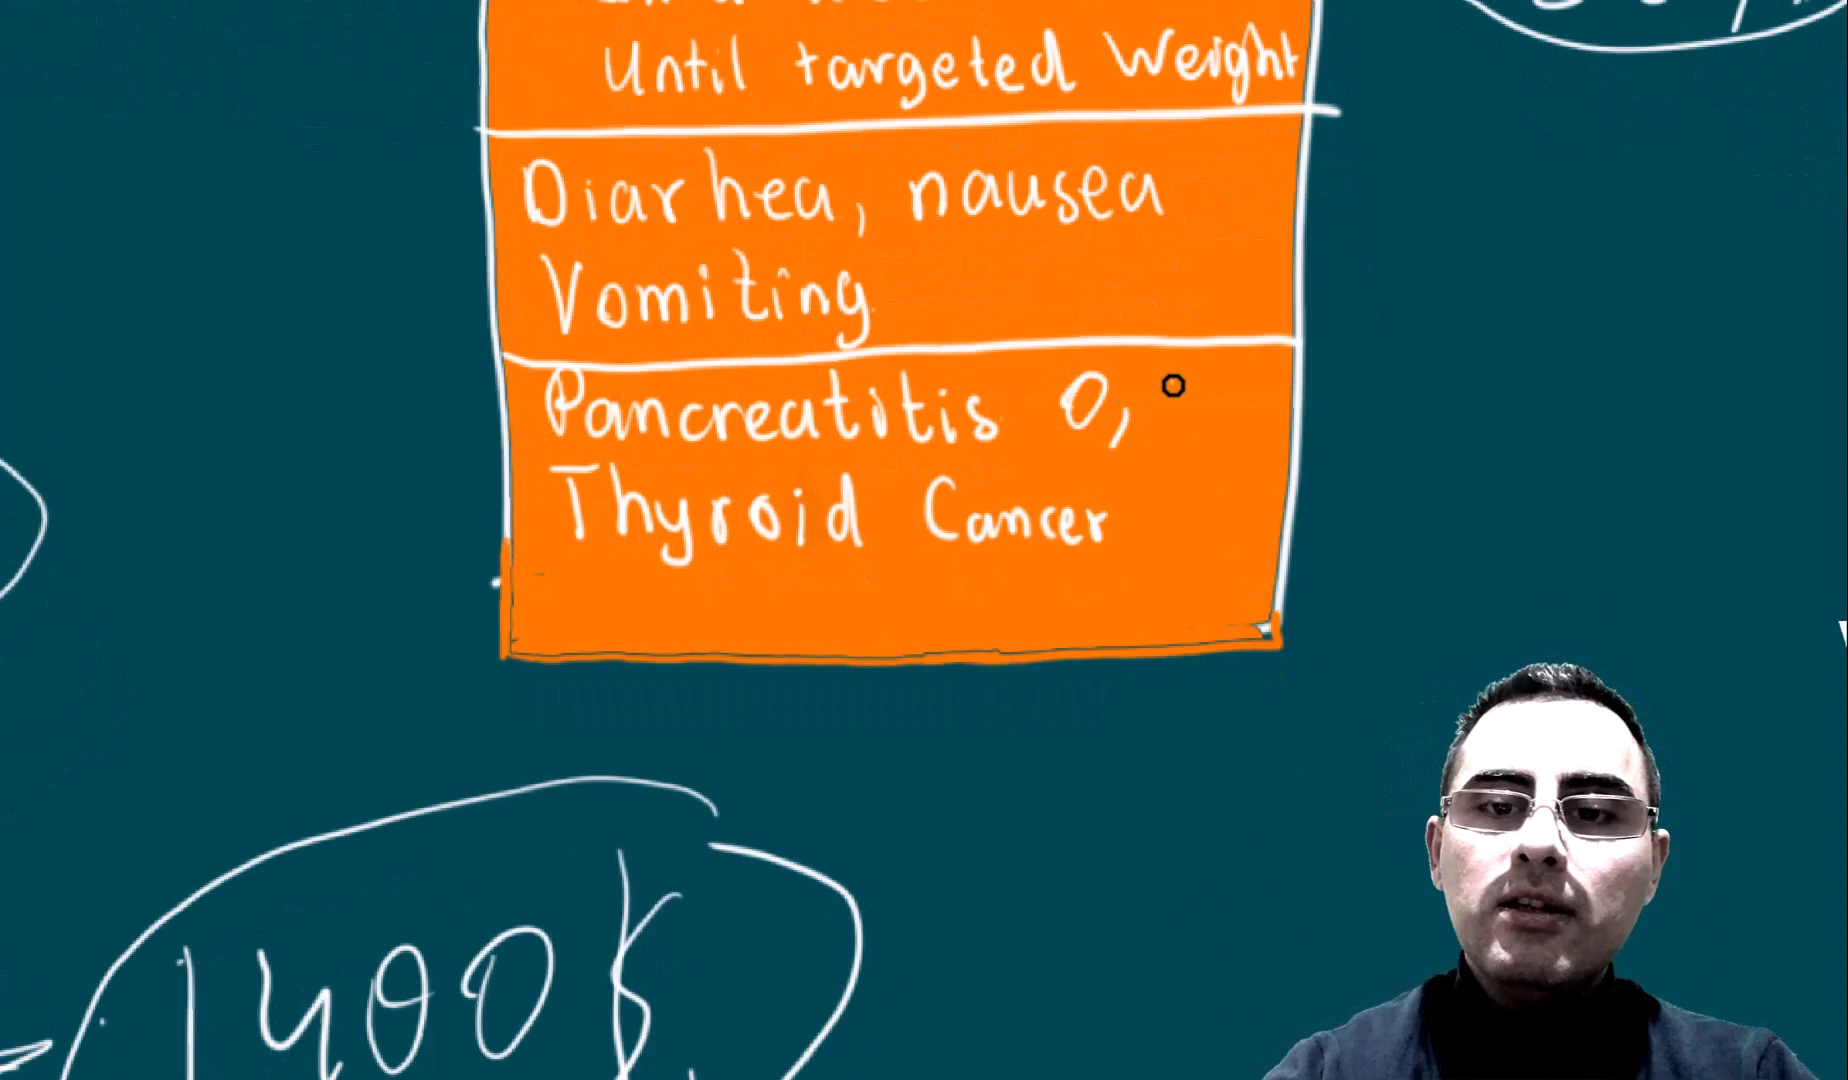 Until targeted Weight
Diarhea, nausea
Vomiting
Pancreatitis 0,
Thyroid Cancer
1400